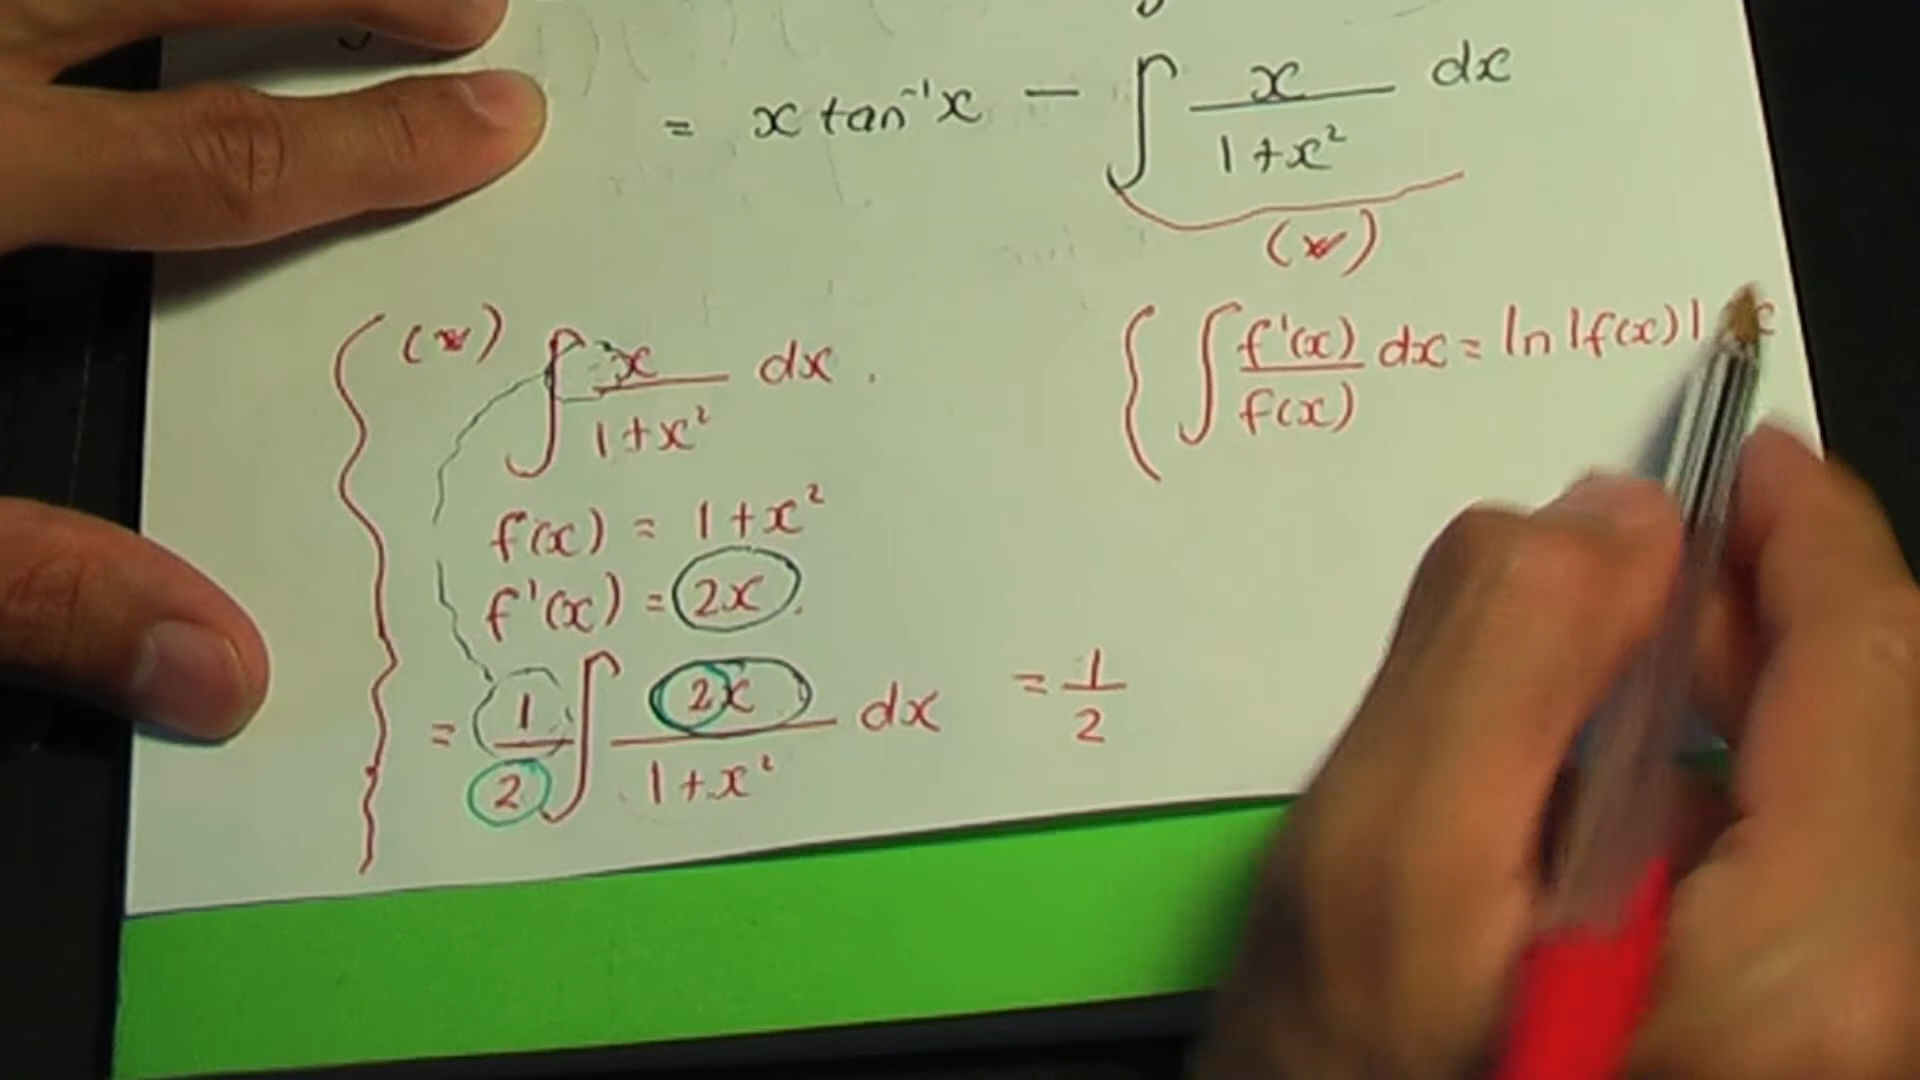 = x tan⁻¹x − ∫ x/(1+x²) dx
(*)
(*) ∫ x/(1+x²) dx .
{ ∫ f'(x)/f(x) dx = ln |f(x)|
f(x) = 1+x²
f'(x) = 2x.
= 1/2 ∫ 2x/(1+x²) dx = 1/2